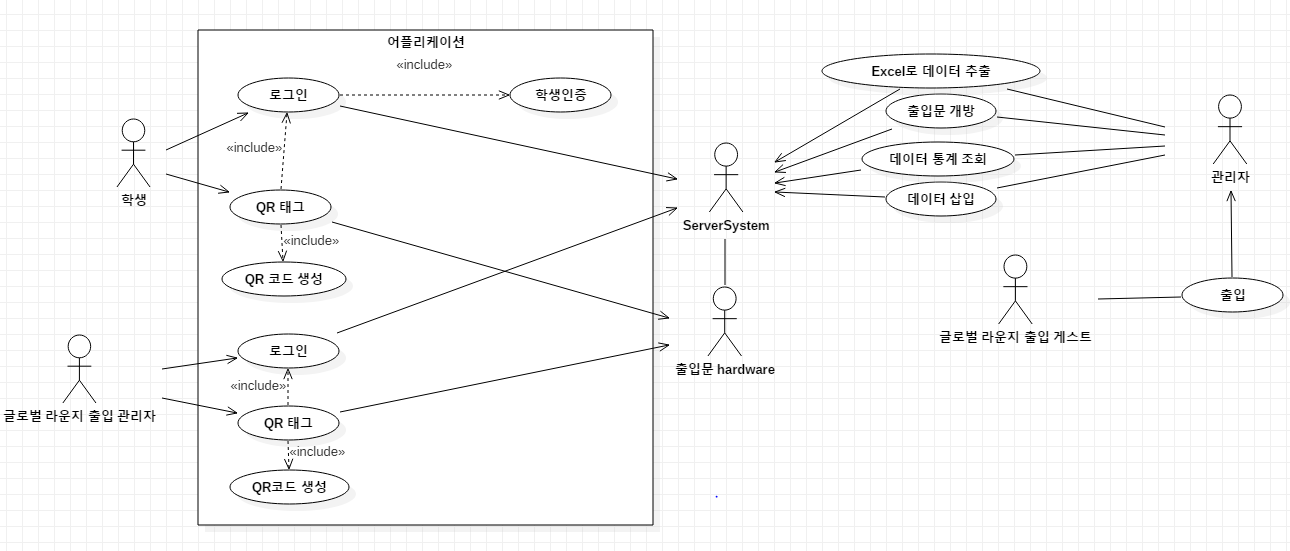 어플리케이션
«include»
로그인
학생인증
«include»
학생
QR 태그
«include»
QR 코드 생성
로그인
«include»
글로벌 라운지 출입 관리자
QR 태그
«include»
QR코드 생성
ServerSystem
출입문 hardware
Excel로 데이터 추출
출입문 개방
데이터 통계 조회
데이터 삽입
관리자
출입
글로벌 라운지 출입 게스트